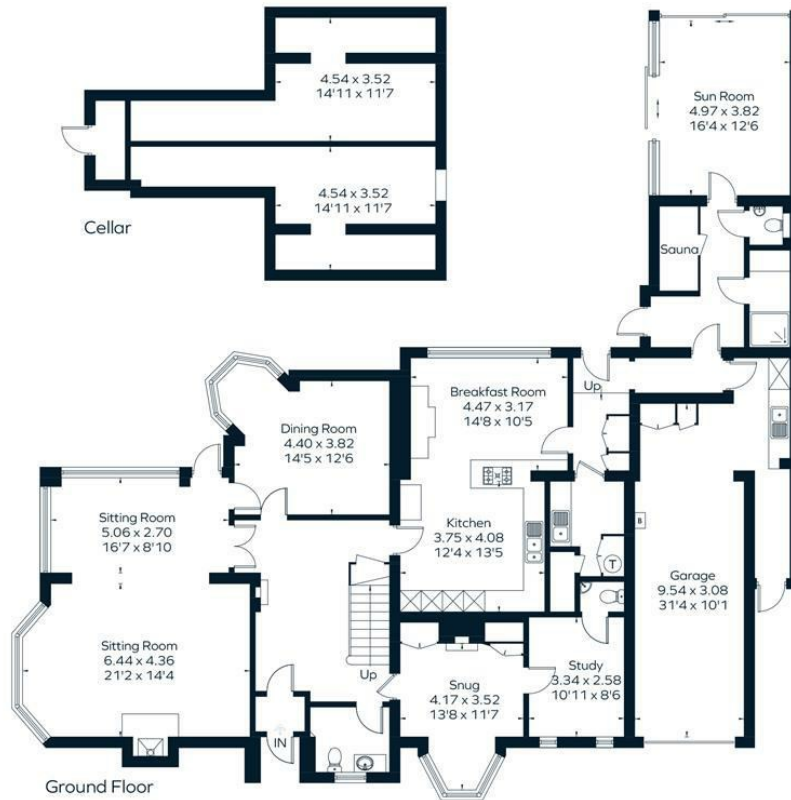 4.54 x 3.52
14'11 x 11'7
4.54 x 3.52
14'11 x 11'7
Cellar
Sun Room
4.97 x 3.82
16'4 x 12'6
Sauna
Up
Breakfast Room
4.47 x 3.17
14'8 x 10'5
Dining Room
4.40 x 3.82
14'5 x 12'6
Sitting Room
5.06 x 2.70
16'7 x 8'10
Kitchen
3.75 x 4.08
12'4 x 13'5
B
T
Garage
9.54 x 3.08
31'4 x 10'1
Sitting Room
6.44 x 4.36
21'2 x 14'4
Up
Snug
4.17 x 3.52
13'8 x 11'7
Study
3.34 x 2.58
10'11 x 8'6
IN
Ground Floor